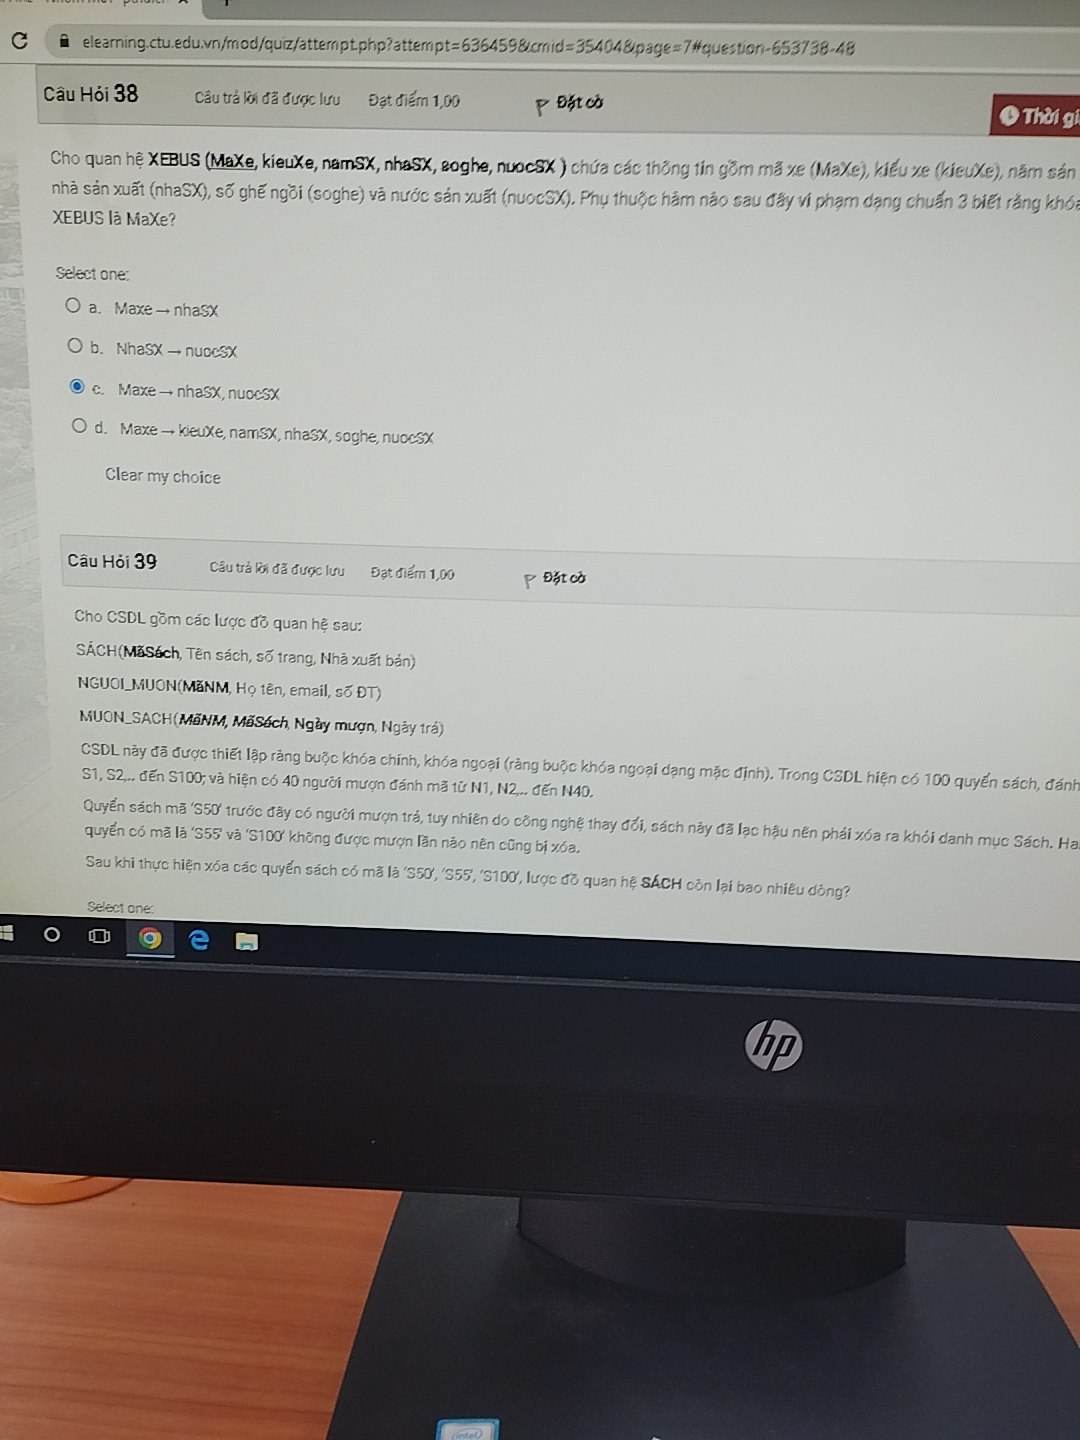 elearning.ctu.edu.vn/mod/quiz/attempt.php?attempt=636459&cmid=35404&page=7#question-653738-48
Câu Hỏi 38 Câu trả lời đã được lưu Đạt điểm 1,00 Đặt cờ
Thời gi
Cho quan hệ XEBUS (MaXe, kieuXe, namSX, nhaSX, soghe, nuocSX ) chứa các thông tin gồm mã xe (MaXe), kiểu xe (kieuXe), năm sản
nhà sản xuất (nhaSX), số ghế ngồi (soghe) và nước sản xuất (nuocSX). Phụ thuộc hàm nào sau đây vi phạm dạng chuẩn 3 biết rằng khóa
XEBUS là MaXe?
Select one:
a. Maxe → nhaSX
b. NhaSX → nuocSX
c. Maxe → nhaSX, nuocSX
d. Maxe → kieuXe, namSX, nhaSX, soghe, nuocSX
Clear my choice
Câu Hỏi 39 Câu trả lời đã được lưu Đạt điểm 1,00 Đặt cờ
Cho CSDL gồm các lược đồ quan hệ sau:
SÁCH(MãSách, Tên sách, số trang, Nhà xuất bản)
NGUOI_MUON(MãNM, Họ tên, email, số ĐT)
MUON_SACH(MãNM, MãSách, Ngày mượn, Ngày trả)
CSDL này đã được thiết lập ràng buộc khóa chính, khóa ngoại (ràng buộc khóa ngoại dạng mặc định). Trong CSDL hiện có 100 quyển sách, đánh
S1, S2,... đến S100; và hiện có 40 người mượn đánh mã từ N1, N2,... đến N40.
Quyển sách mã 'S50' trước đây có người mượn trả, tuy nhiên do công nghệ thay đổi, sách này đã lạc hậu nên phải xóa ra khỏi danh mục Sách. Ha
quyển có mã là 'S55' và 'S100' không được mượn lần nào nên cũng bị xóa.
Sau khi thực hiện xóa các quyển sách có mã là 'S50', 'S55', 'S100', lược đồ quan hệ SÁCH còn lại bao nhiêu dòng?
Select one:
hp
intel